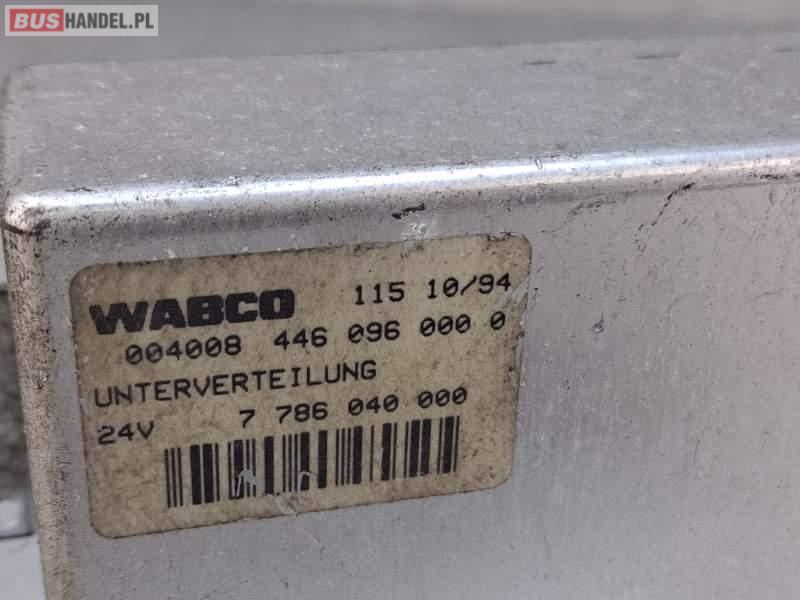 BUSHANDEL.PL
WABCO 115 10/94
004008 446 096 000 0
UNTERVERTEILUNG
24V 7 786 040 000